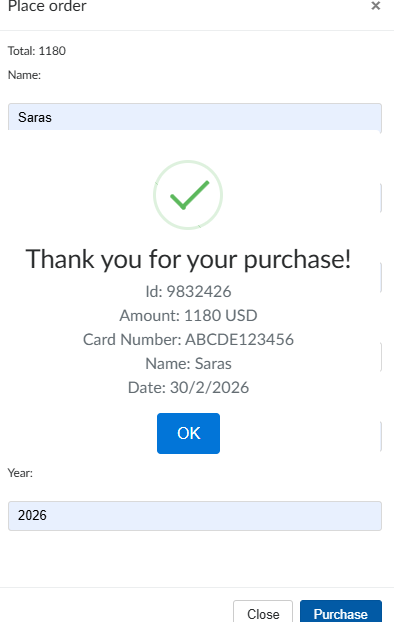 Place order ×
Total: 1180
Name:
Saras
Thank you for your purchase!
Id: 9832426
Amount: 1180 USD
Card Number: ABCDE123456
Name: Saras
Date: 30/2/2026
OK
Year:
2026
Close Purchase